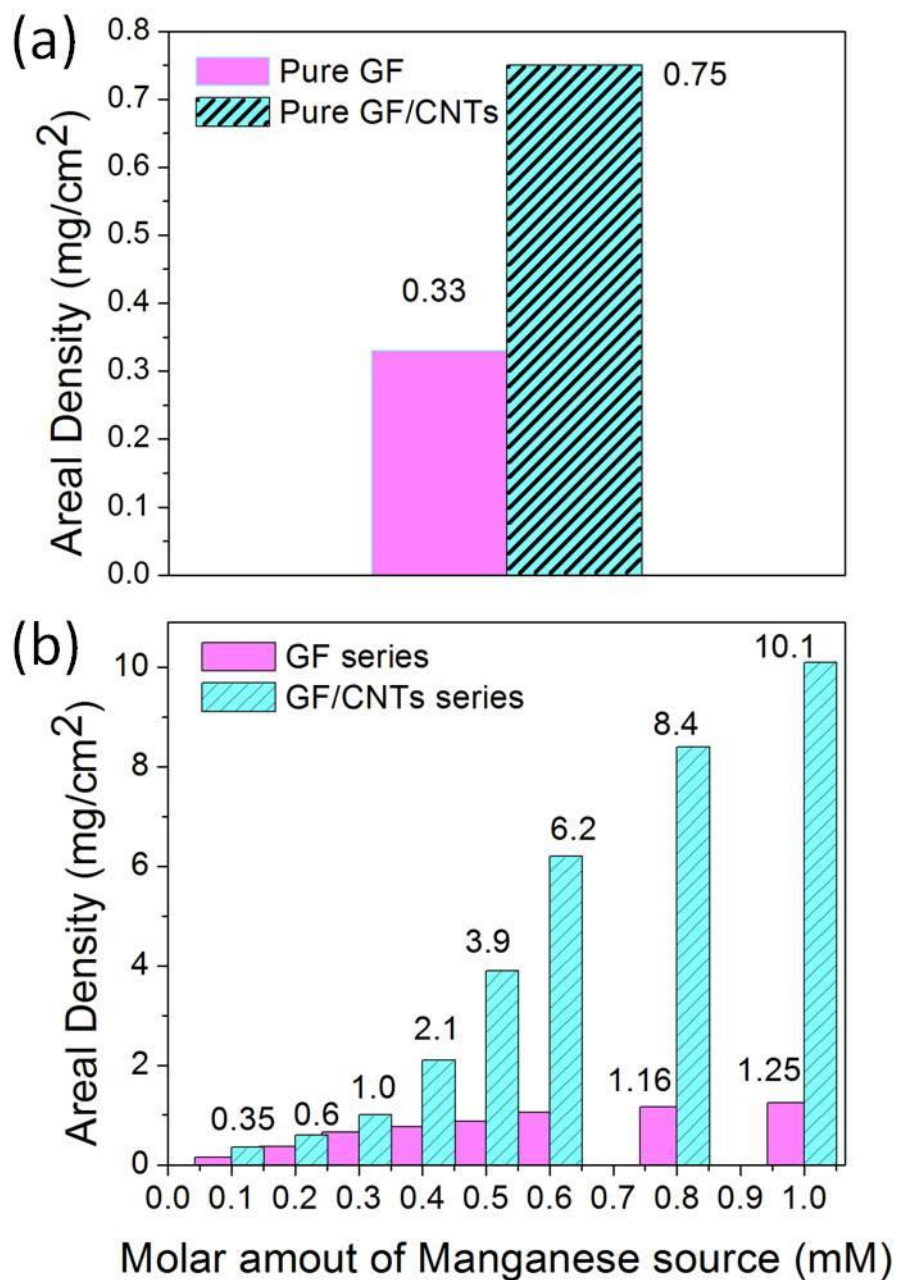 (a)
Areal Density (mg/cm²)
0.8
0.7
0.6
0.5
0.4
0.3
0.2
0.1
0.0
Pure GF
Pure GF/CNTs
0.75
0.33
(b)
Areal Density (mg/cm²)
10
8
6
4
2
0
GF series
GF/CNTs series
10.1
8.4
6.2
3.9
2.1
1.16
1.25
1.0
0.6
0.35
0.0 0.1 0.2 0.3 0.4 0.5 0.6 0.7 0.8 0.9 1.0
Molar amout of Manganese source (mM)